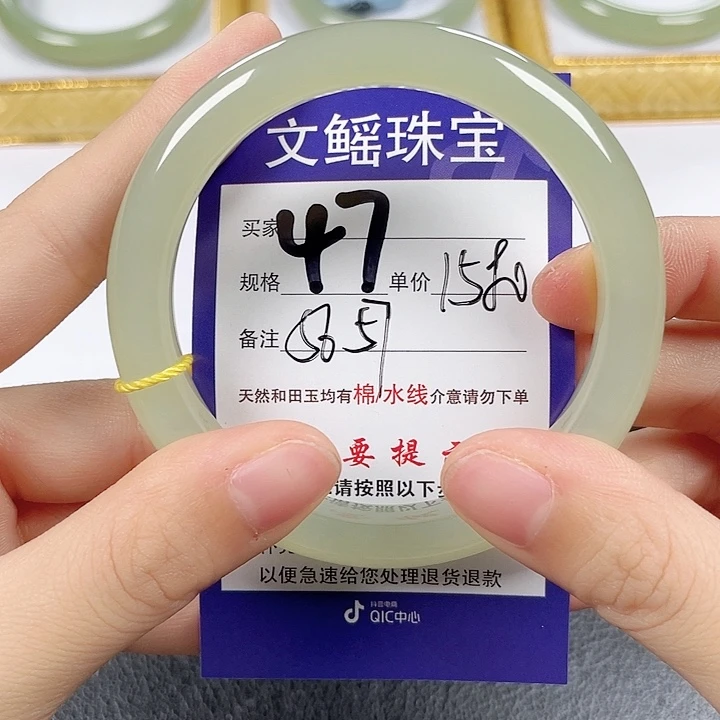 文鳐珠宝
买家 47
规格 单价 1580
备注 56.5
天然和田玉均有棉/水线介意请勿下单
要提
请按照以下步
以便急速给您处理退货退款
抖音电商
QIC中心